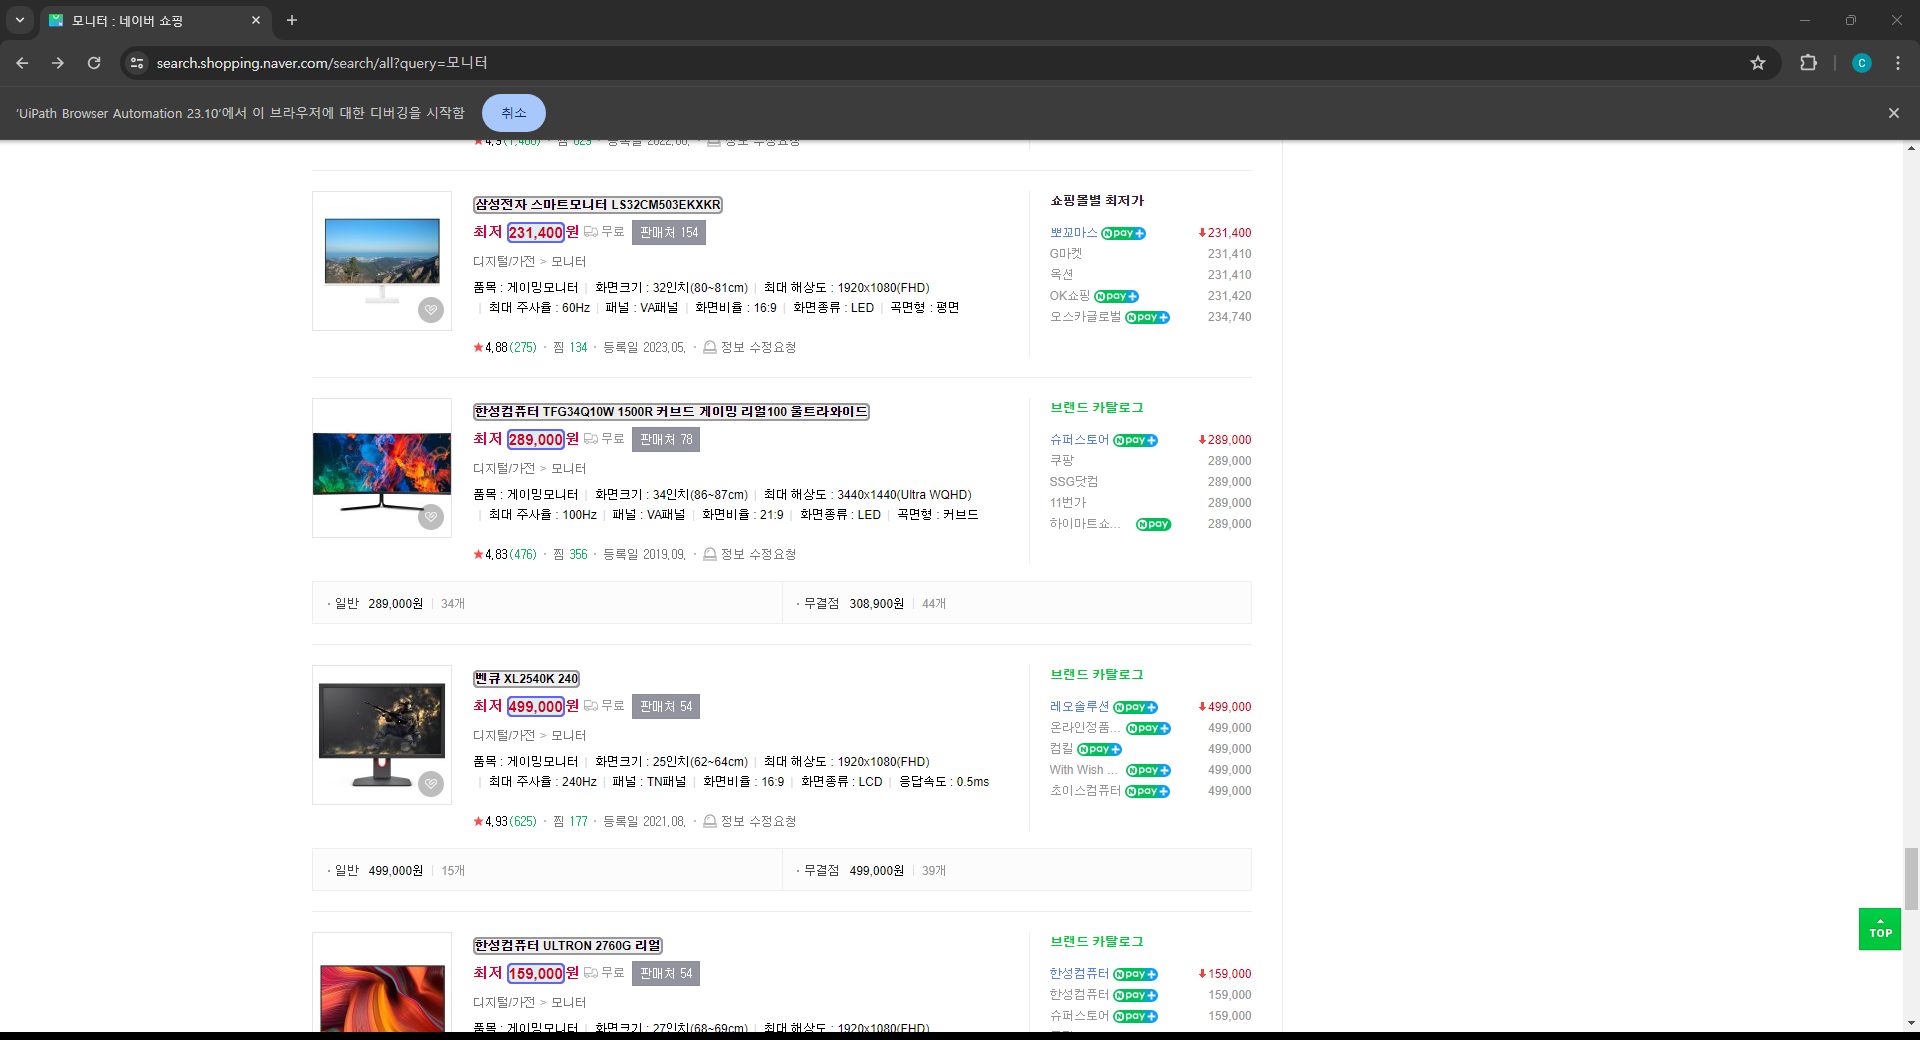 모니터 : 네이버 쇼핑
search.shopping.naver.com/search/all?query=모니터
C
'UiPath Browser Automation 23.10'에서 이 브라우저에 대한 디버깅을 시작함
취소
삼성전자 스마트모니터 LS32CM503EKXKR
최저 231,400원 무료 판매처 154
디지털/가전 > 모니터
품목 : 게이밍모니터 | 화면크기 : 32인치(80~81cm) | 최대 해상도 : 1920x1080(FHD)
| 최대 주사율 : 60Hz | 패널 : VA패널 | 화면비율 : 16:9 | 화면종류 : LED | 곡면형 : 평면
★4.88(275) · 찜 134 · 등록일 2023.05. · 정보 수정요청
쇼핑몰별 최저가
뽀꼬마스 N pay+ 231,400
G마켓 231,410
옥션 231,410
OK쇼핑 N pay+ 231,420
오스카글로벌 N pay+ 234,740
한성컴퓨터 TFG34Q10W 1500R 커브드 게이밍 리얼100 울트라와이드
최저 289,000원 무료 판매처 78
디지털/가전 > 모니터
품목 : 게이밍모니터 | 화면크기 : 34인치(86~87cm) | 최대 해상도 : 3440x1440(Ultra WQHD)
| 최대 주사율 : 100Hz | 패널 : VA패널 | 화면비율 : 21:9 | 화면종류 : LED | 곡면형 : 커브드
★4.83(476) · 찜 356 · 등록일 2019.09. · 정보 수정요청
브랜드 카탈로그
슈퍼스토어 N pay+ 289,000
쿠팡 289,000
SSG닷컴 289,000
11번가 289,000
하이마트쇼... N pay 289,000
· 일반 289,000원 | 34개
· 무결점 308,900원 | 44개
벤큐 XL2540K 240
최저 499,000원 무료 판매처 54
디지털/가전 > 모니터
품목 : 게이밍모니터 | 화면크기 : 25인치(62~64cm) | 최대 해상도 : 1920x1080(FHD)
| 최대 주사율 : 240Hz | 패널 : TN패널 | 화면비율 : 16:9 | 화면종류 : LCD | 응답속도 : 0.5ms
★4.93(625) · 찜 177 · 등록일 2021.08. · 정보 수정요청
브랜드 카탈로그
레오솔루션 N pay+ 499,000
온라인정품... N pay+ 499,000
컴킬 N pay+ 499,000
With Wish ... N pay+ 499,000
초이스컴퓨터 N pay+ 499,000
· 일반 499,000원 | 15개
· 무결점 499,000원 | 39개
한성컴퓨터 ULTRON 2760G 리얼
최저 159,000원 무료 판매처 54
디지털/가전 > 모니터
품목 : 게이밍모니터 | 화면크기 : 27인치(68~69cm) | 최대 해상도 : 1920x1080(FHD)
브랜드 카탈로그
한성컴퓨터 N pay+ 159,000
한성컴퓨터 N pay+ 159,000
슈퍼스토어 N pay+ 159,000
TOP